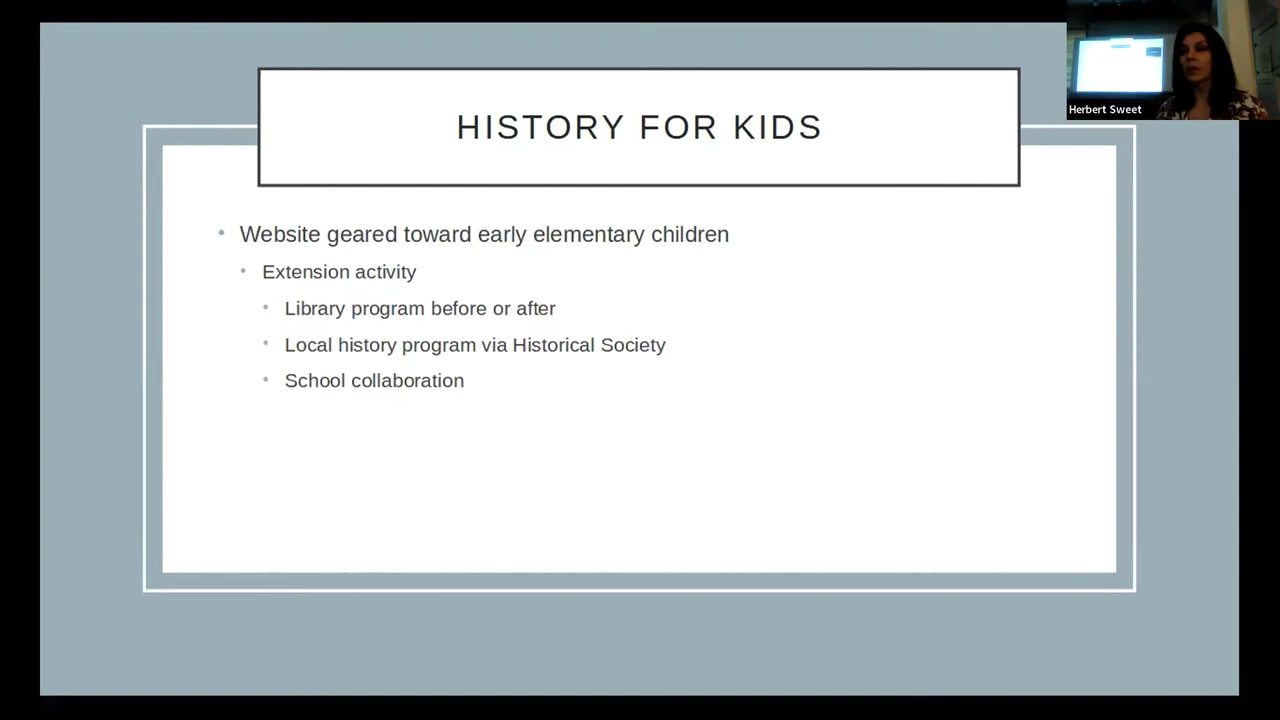 HISTORY FOR KIDS
Herbert Sweet
• Website geared toward early elementary children
• Extension activity
• Library program before or after
• Local history program via Historical Society
• School collaboration